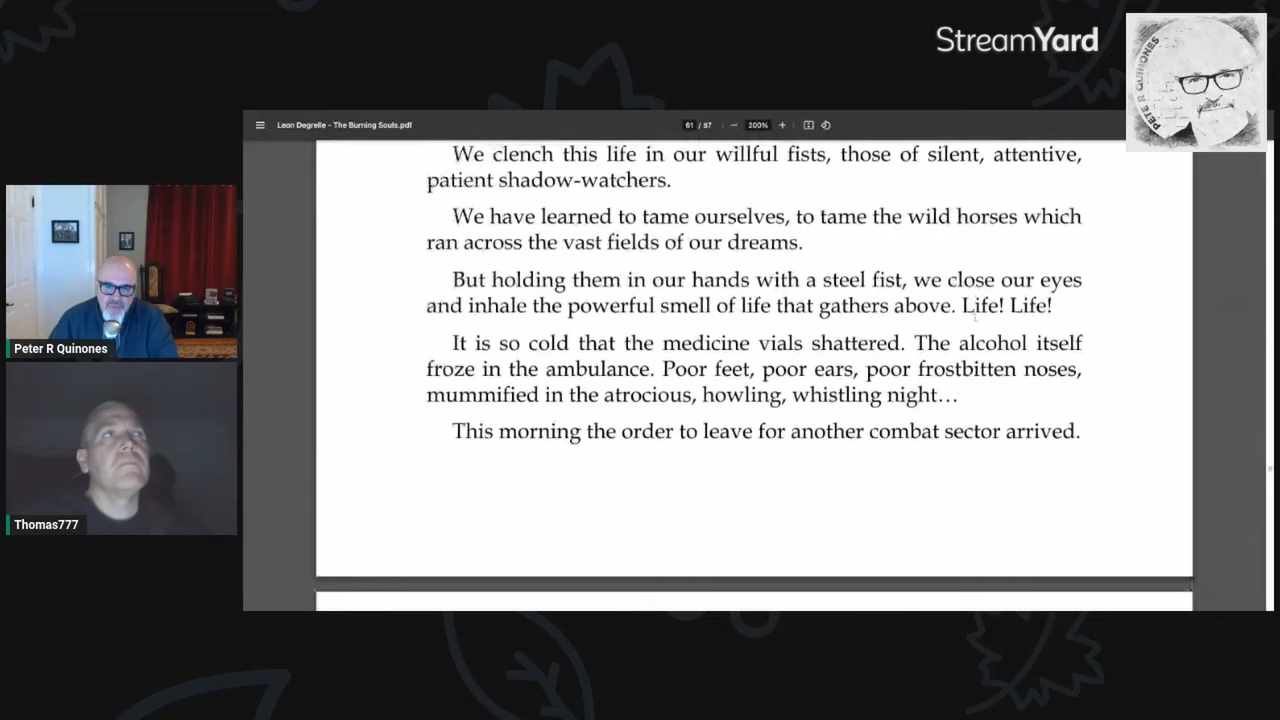 StreamYard
PETER R QUINONES
Leon Degrelle - The Burning Souls.pdf
61 / 87
200%
We clench this life in our willful fists, those of silent, attentive,
patient shadow-watchers.
We have learned to tame ourselves, to tame the wild horses which
ran across the vast fields of our dreams.
But holding them in our hands with a steel fist, we close our eyes
and inhale the powerful smell of life that gathers above. Life! Life!
It is so cold that the medicine vials shattered. The alcohol itself
froze in the ambulance. Poor feet, poor ears, poor frostbitten noses,
mummified in the atrocious, howling, whistling night…
This morning the order to leave for another combat sector arrived.
Peter R Quinones
Thomas777